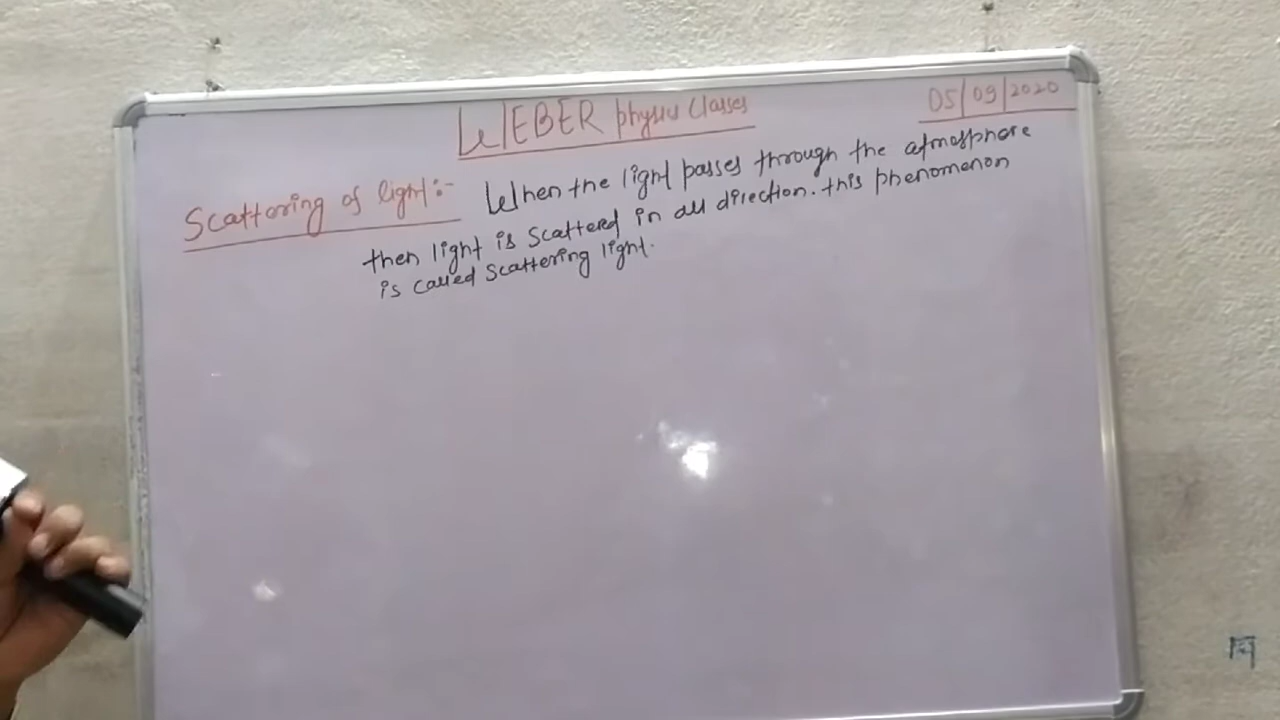 WEBER physics Classes
05/09/2020
Scattering of light:- When the light passes through the atmosphere
then light is scattered in all direction. this phenomenon
is called scattering light.